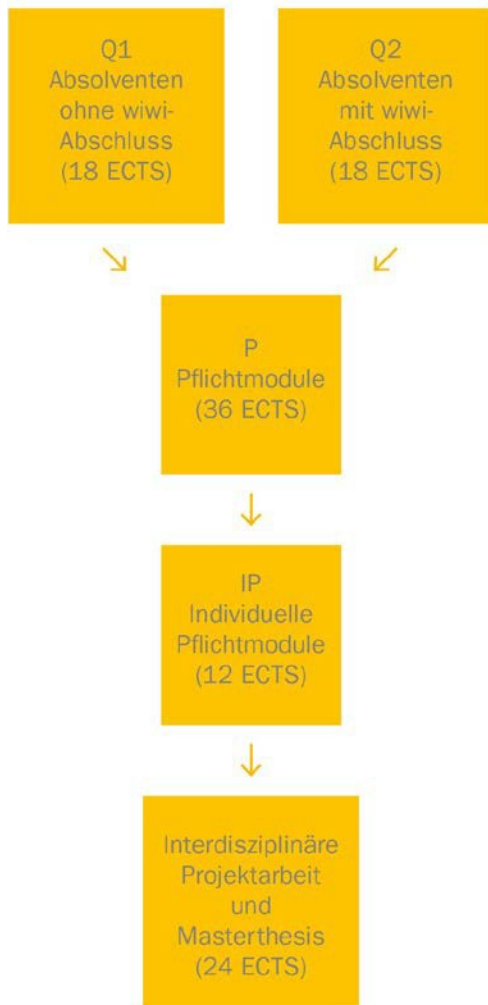 Q1
Absolventen
ohne wiwi-
Abschluss
(18 ECTS)
Q2
Absolventen
mit wiwi-
Abschluss
(18 ECTS)
P
Pflichtmodule
(36 ECTS)
IP
Individuelle
Pflichtmodule
(12 ECTS)
Interdisziplinäre
Projektarbeit
und
Masterthesis
(24 ECTS)